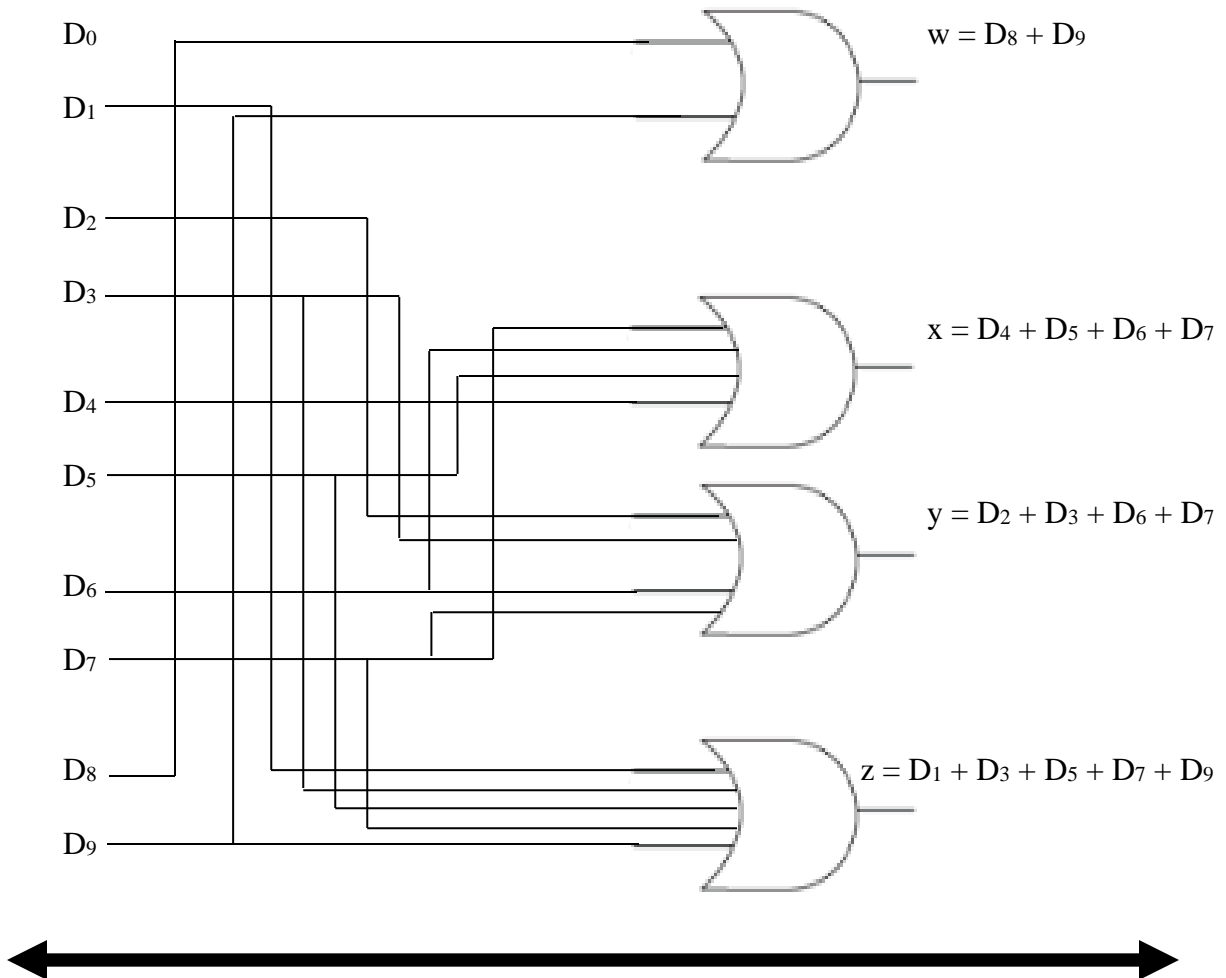 D₀
w = D₈ + D₉
D₁
D₂
D₃
x = D₄ + D₅ + D₆ + D₇
D₄
D₅
y = D₂ + D₃ + D₆ + D₇
D₆
D₇
D₈
z = D₁ + D₃ + D₅ + D₇ + D₉
D₉